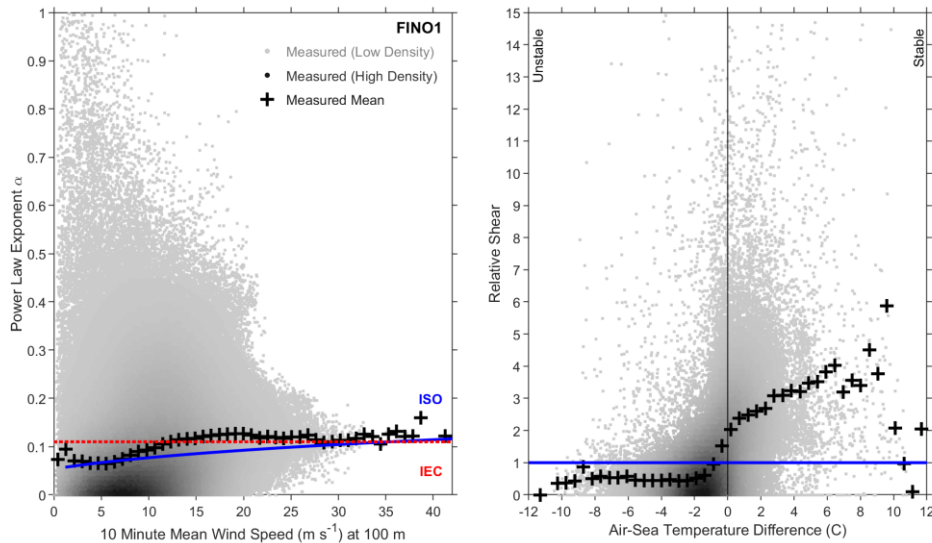 FINO1
Measured (Low Density)
Measured (High Density)
Measured Mean
ISO
IEC
Power Law Exponent α
1
0.9
0.8
0.7
0.6
0.5
0.4
0.3
0.2
0.1
0
0 5 10 15 20 25 30 35 40
10 Minute Mean Wind Speed (m s⁻¹) at 100 m
Unstable
Stable
Relative Shear
15
14
13
12
11
10
9
8
7
6
5
4
3
2
1
0
-12 -10 -8 -6 -4 -2 0 2 4 6 8 10 12
Air-Sea Temperature Difference (C)